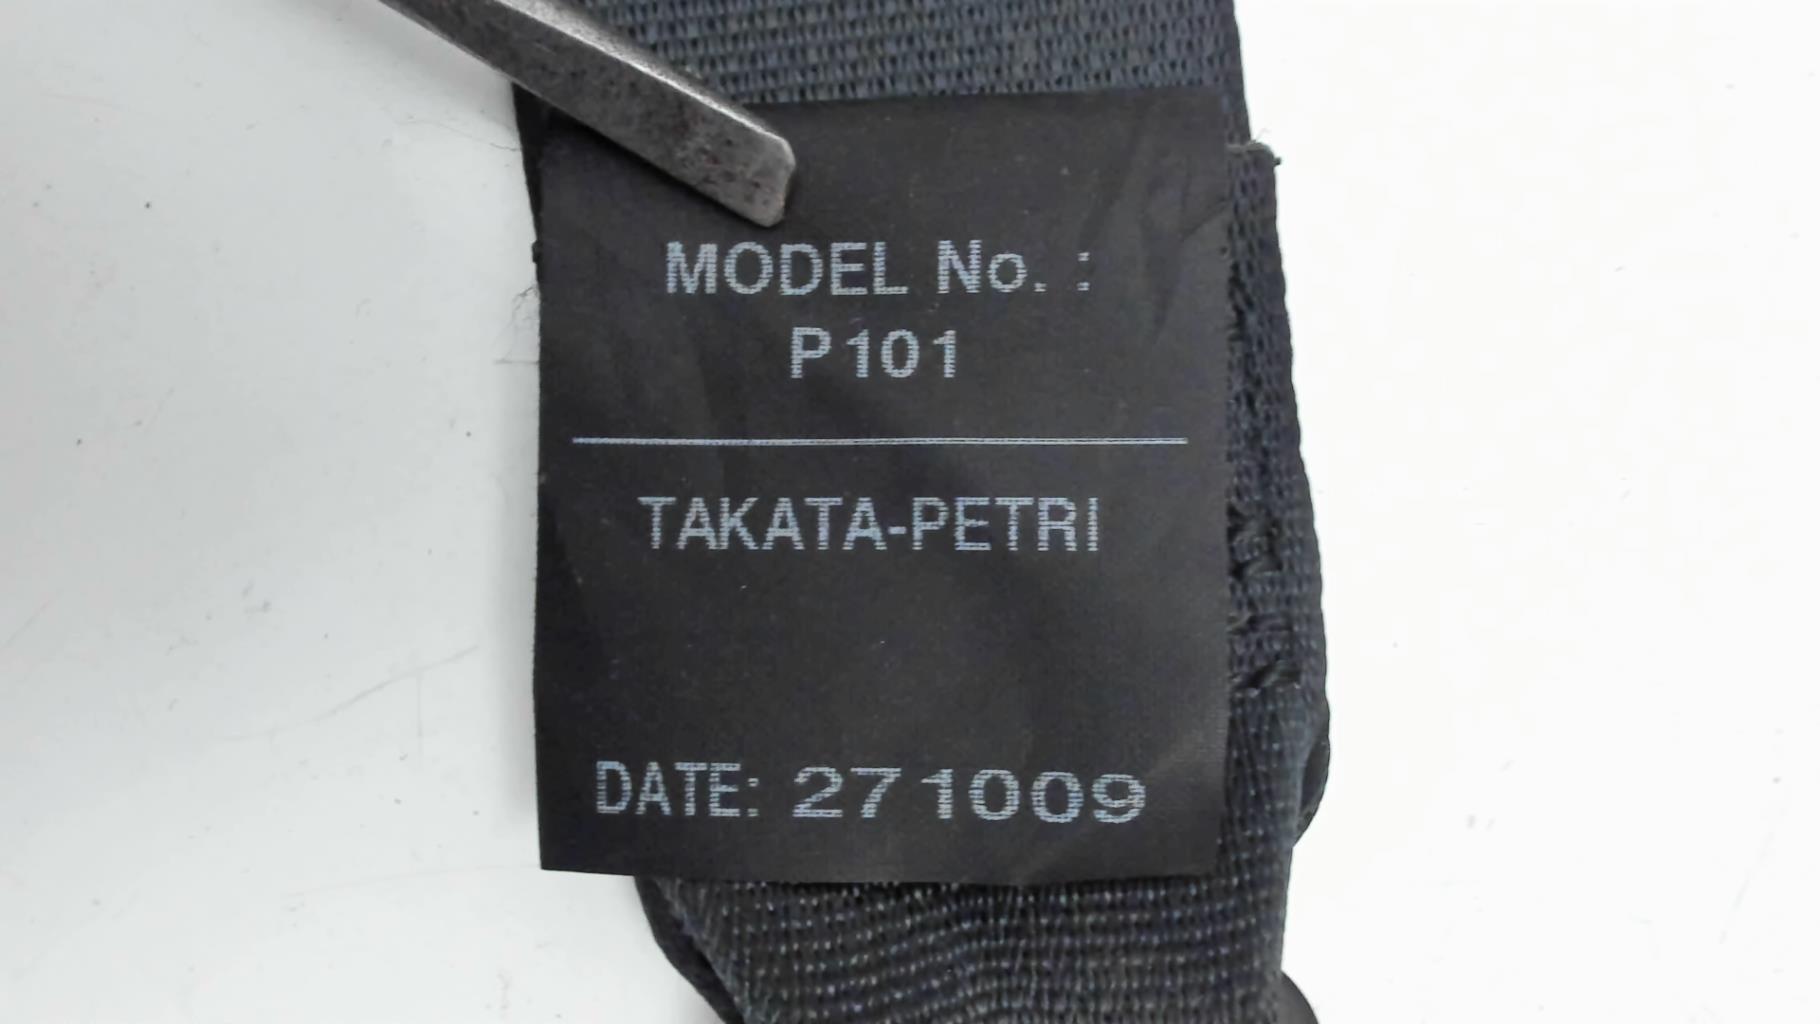 MODEL No. :
P101
TAKATA-PETRI
DATE: 271009